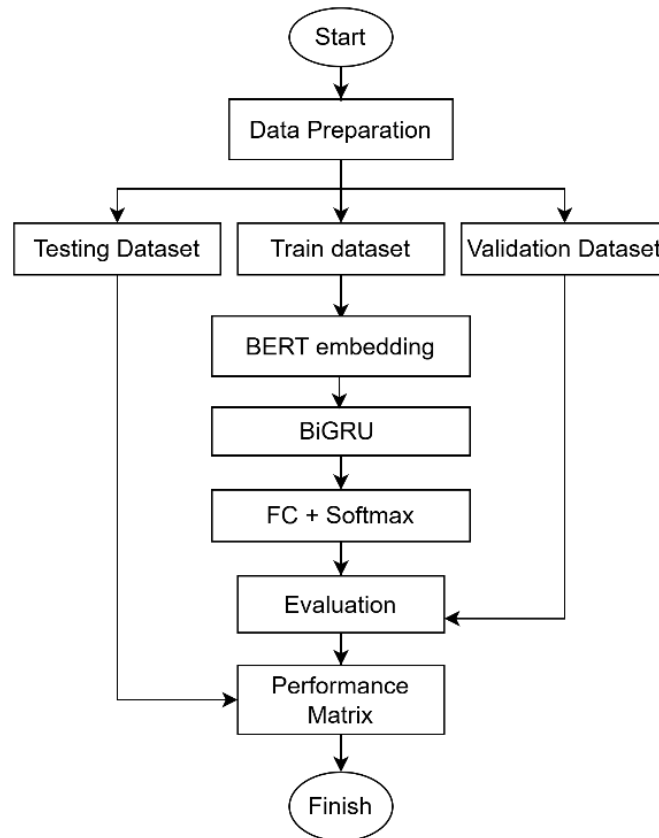 Start
Data Preparation
Testing Dataset
Train dataset
Validation Dataset
BERT embedding
BiGRU
FC + Softmax
Evaluation
Performance
Matrix
Finish